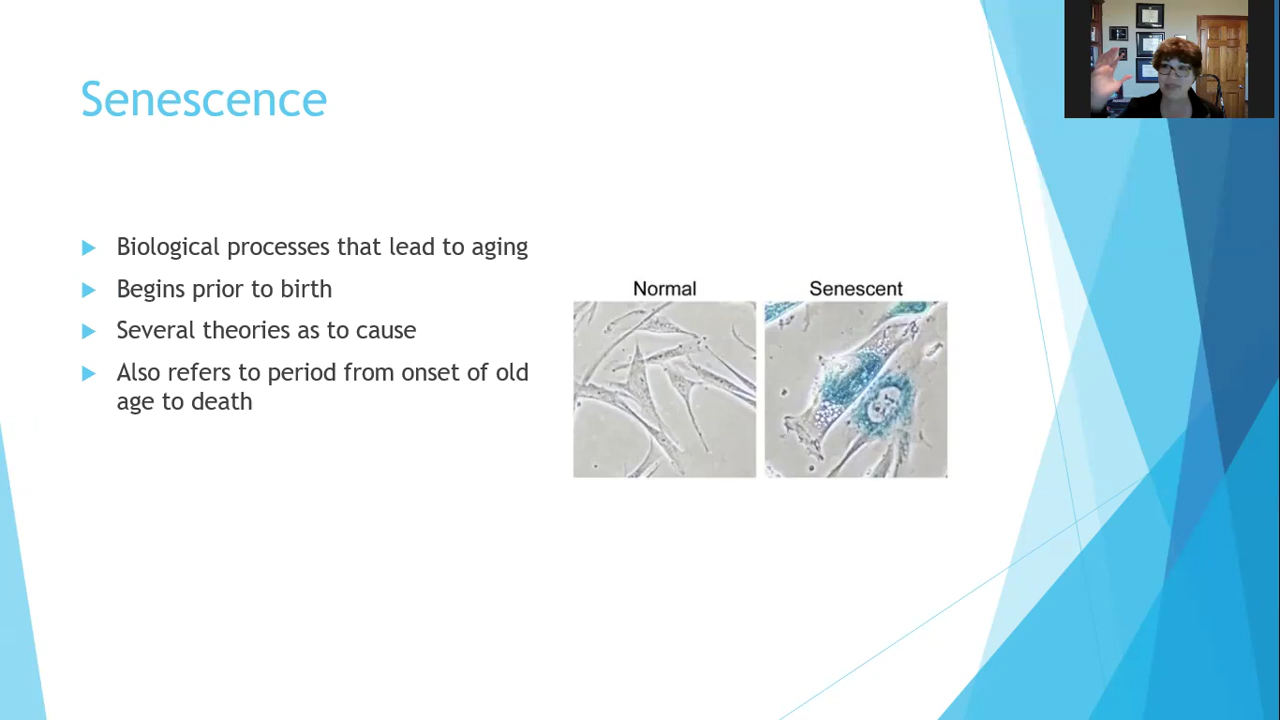 Senescence
Biological processes that lead to aging
Begins prior to birth
Several theories as to cause
Also refers to period from onset of old
age to death
Normal
Senescent